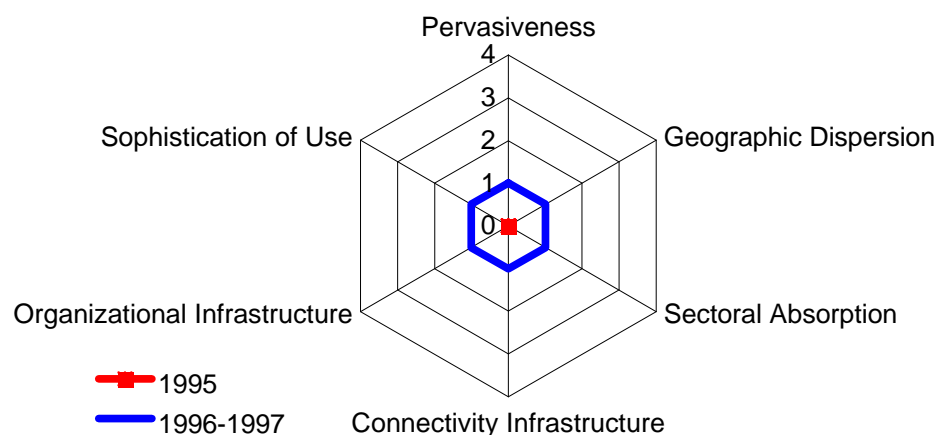 Pervasiveness
4
3
Sophistication of Use
Geographic Dispersion
2
1
0
Organizational Infrastructure
Sectoral Absorption
1995
1996-1997
Connectivity Infrastructure